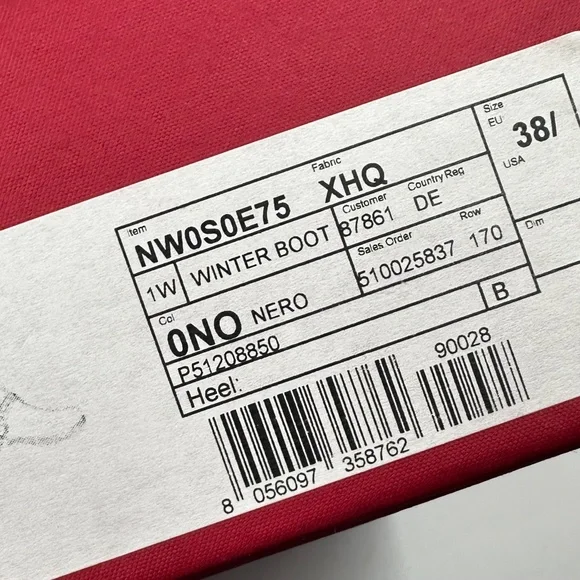 Item
Fabric
Size
NW0S0E75 XHQ
EU 38/
1W WINTER BOOT
Customer
87861
Country Reg
DE
USA
Sales Order
510025837
Row
170
Dim
Col
0NO NERO
P51208850
B
Heel:
90028
8 056097 358762